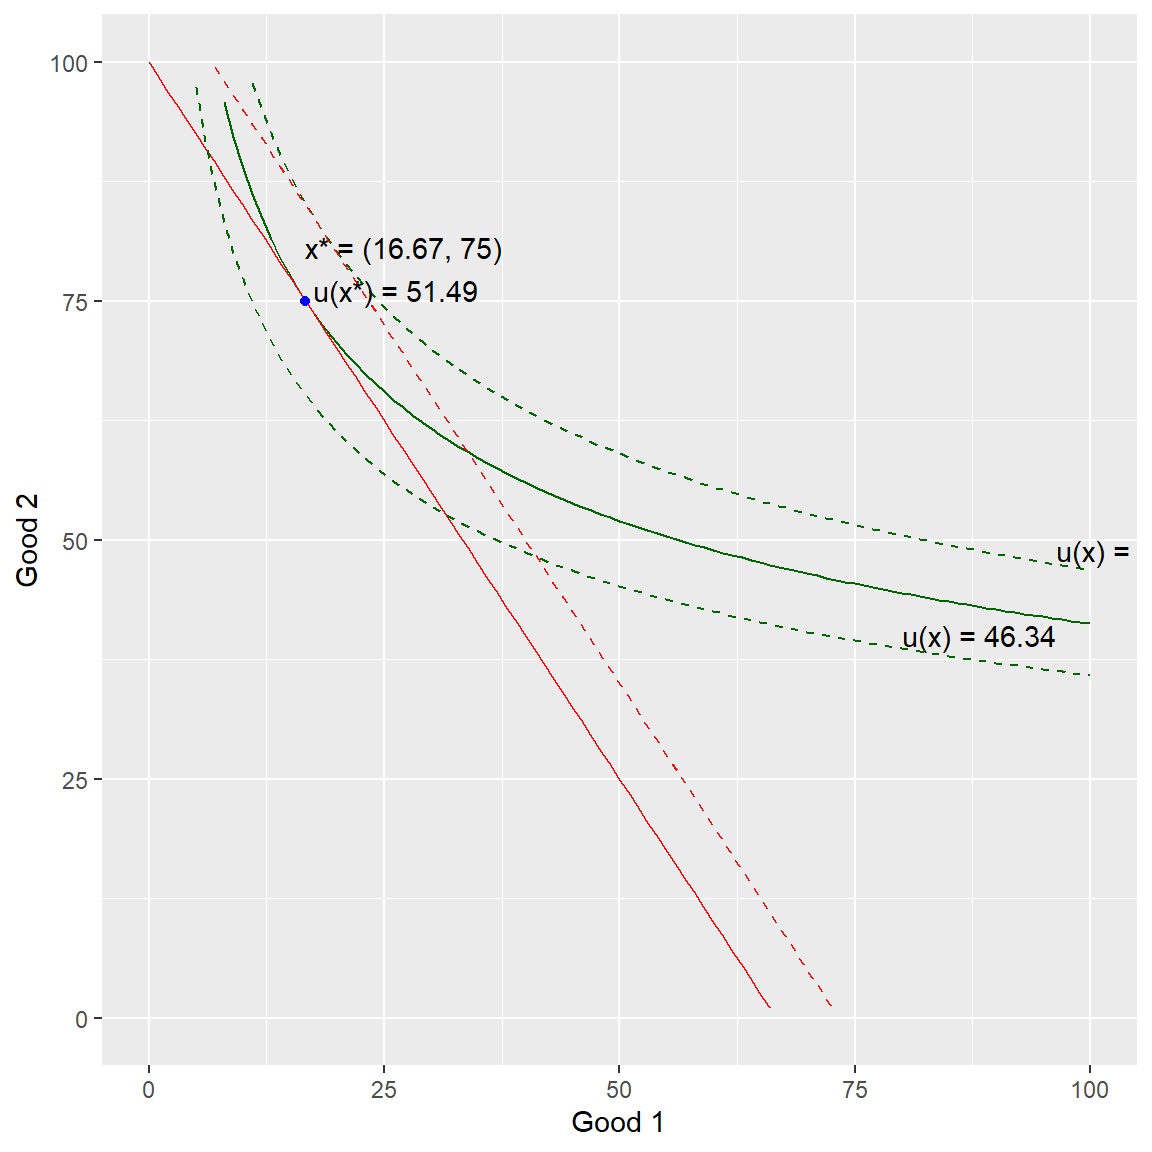 100
x* = (16.67, 75)
75
u(x*) = 51.49
50
u(x) =
Good 2
u(x) = 46.34
25
0
0
25
50
75
100
Good 1